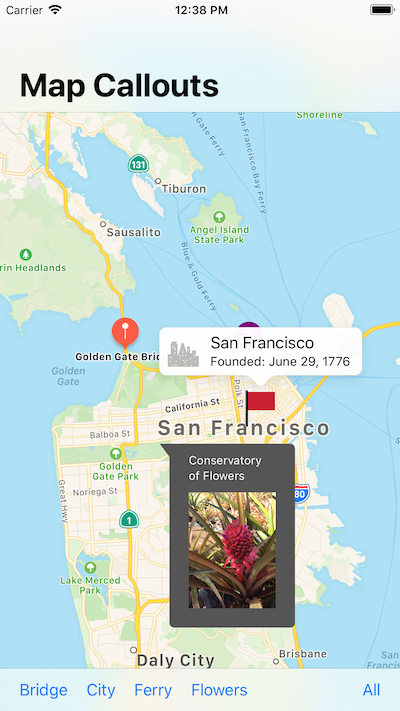 Carrier 12:38 PM
Map Callouts
Shoreline
131
Tiburon
Sausalito
Angel Island
State Park
San Francisco Bay Ferry
Gate Ferry
Blue & Gold Ferry
rin Headlands
Golden Gate Bri
Golden
Gate
San Francisco
Founded: June 29, 1776
Polk St
California St
San Francisco
Balboa St
Golden
Gate Park
Conservatory
of Flowers
Noriega St
Great Hwy
80
1
Lake Merced
Park
Daly City
Brisbane
San Francis
Bridge City Ferry Flowers All